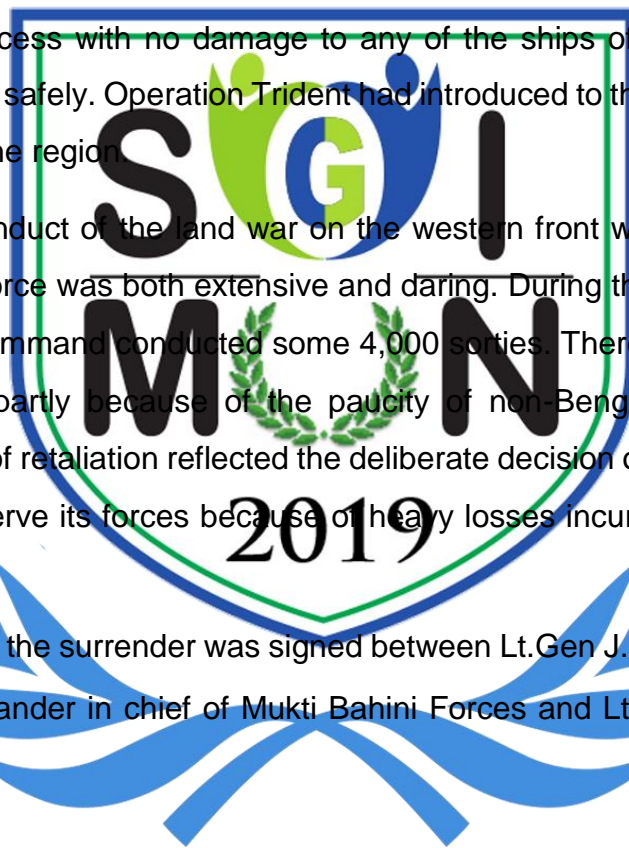 cess with no damage to any of the ships of
safely. Operation Trident had introduced to th
he region.
S G I
nduct of the land war on the western front w
orce was both extensive and daring. During th
mmand conducted some 4,000 sorties. There
M U N
partly because of the paucity of non-Beng
of retaliation reflected the deliberate decision o
erve its forces because of heavy losses incur
2019
the surrender was signed between Lt.Gen J.
ander in chief of Mukti Bahini Forces and Lt